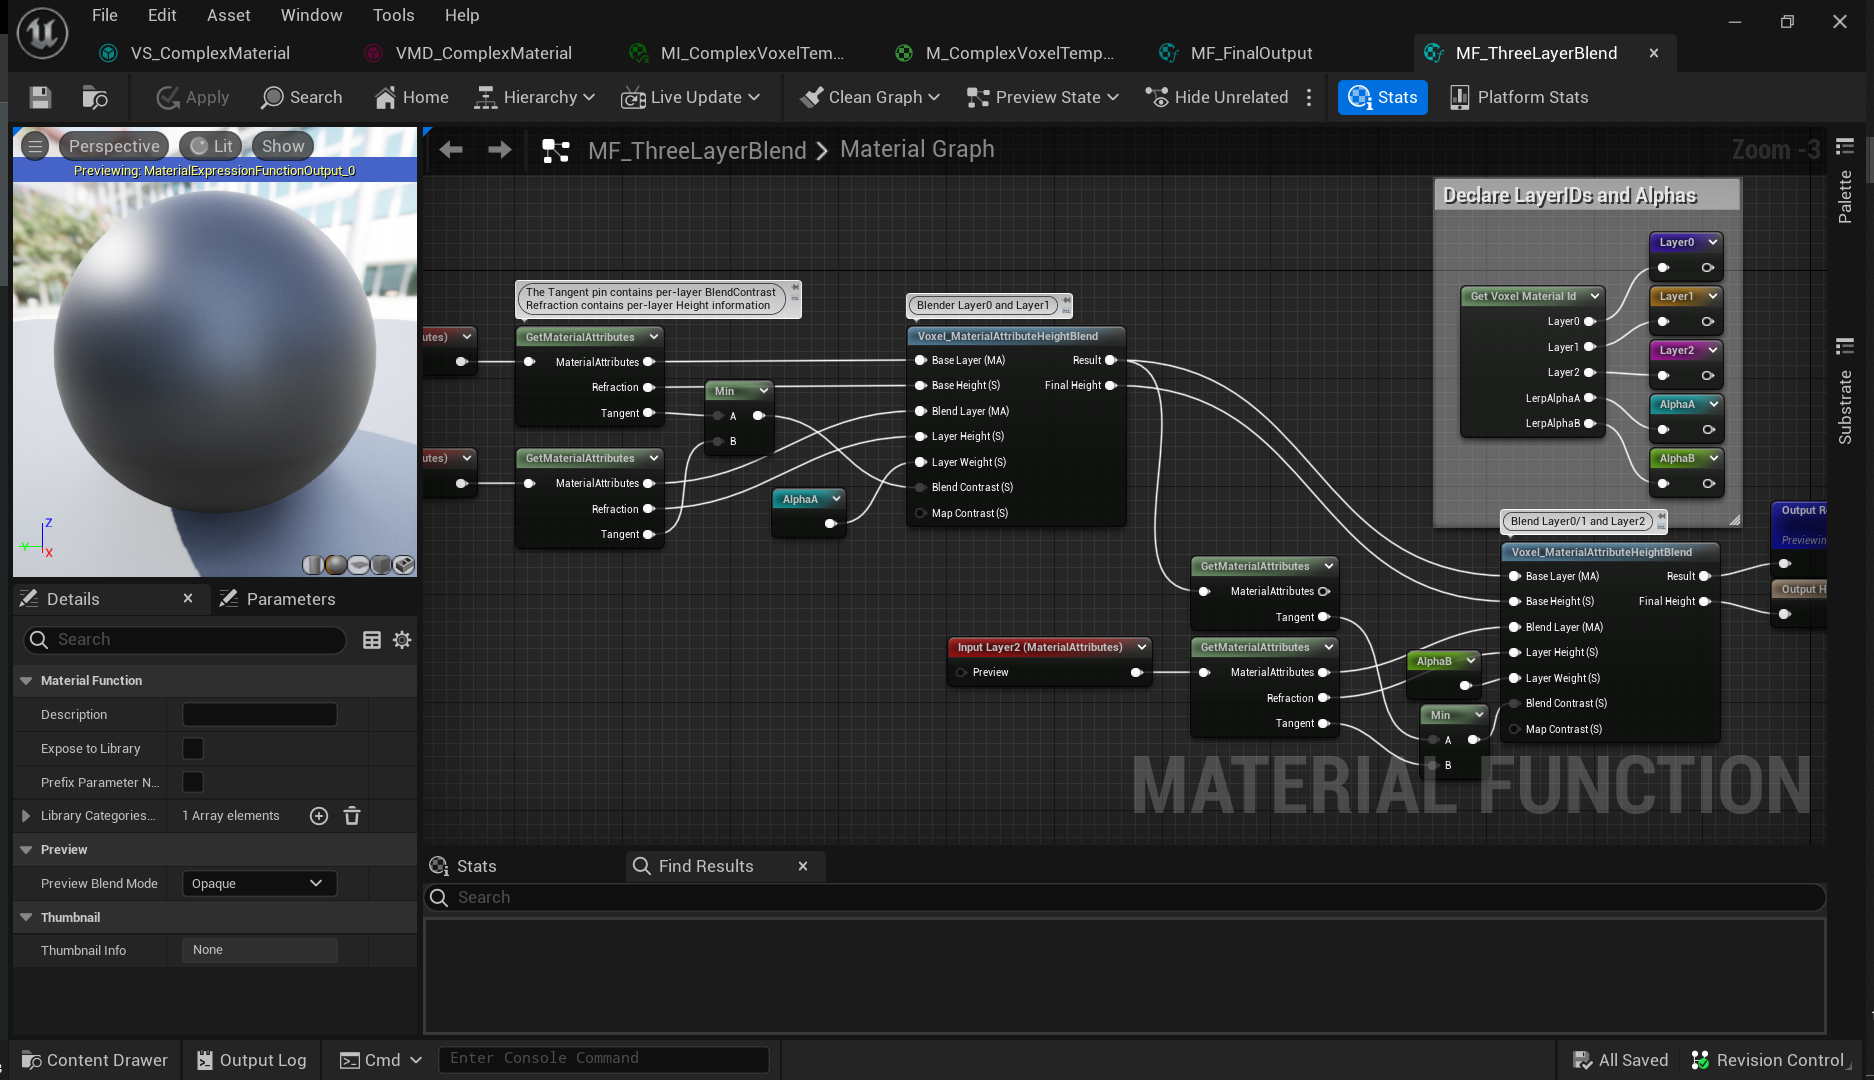 File Edit Asset Window Tools Help
VS_ComplexMaterial
VMD_ComplexMaterial
MI_ComplexVoxelTem...
M_ComplexVoxelTemp...
MF_FinalOutput
MF_ThreeLayerBlend
Apply
Search
Home
Hierarchy
Live Update
Clean Graph
Preview State
Hide Unrelated
Stats
Platform Stats
Perspective
Lit
Show
Previewing: MaterialExpressionFunctionOutput_0
Z
Y
X
MF_ThreeLayerBlend
Material Graph
Zoom -3
Palette
Substrate
Declare LayerIDs and Alphas
Get Voxel Material Id
Layer0
Layer1
Layer2
LerpAlphaA
LerpAlphaB
Layer0
Layer1
Layer2
AlphaA
AlphaB
The Tangent pin contains per-layer BlendContrast
Refraction contains per-layer Height information
utes)
GetMaterialAttributes
MaterialAttributes
Refraction
Tangent
utes)
GetMaterialAttributes
MaterialAttributes
Refraction
Tangent
Min
A
B
AlphaA
Blender Layer0 and Layer1
Voxel_MaterialAttributeHeightBlend
Base Layer (MA) Result
Base Height (S) Final Height
Blend Layer (MA)
Layer Height (S)
Layer Weight (S)
Blend Contrast (S)
Map Contrast (S)
Input Layer2 (MaterialAttributes)
Preview
GetMaterialAttributes
MaterialAttributes
Tangent
GetMaterialAttributes
MaterialAttributes
Refraction
Tangent
AlphaB
Min
A
B
Blend Layer0/1 and Layer2
Voxel_MaterialAttributeHeightBlend
Base Layer (MA) Result
Base Height (S) Final Height
Blend Layer (MA)
Layer Height (S)
Layer Weight (S)
Blend Contrast (S)
Map Contrast (S)
Output R
Previewin
Output H
MATERIAL FUNCTION
Details
Parameters
Search
Material Function
Description
Expose to Library
Prefix Parameter N...
Library Categories... 1 Array elements
Preview
Preview Blend Mode Opaque
Thumbnail
Thumbnail Info None
Stats
Find Results
Search
Content Drawer
Output Log
Cmd
Enter Console Command
All Saved
Revision Control